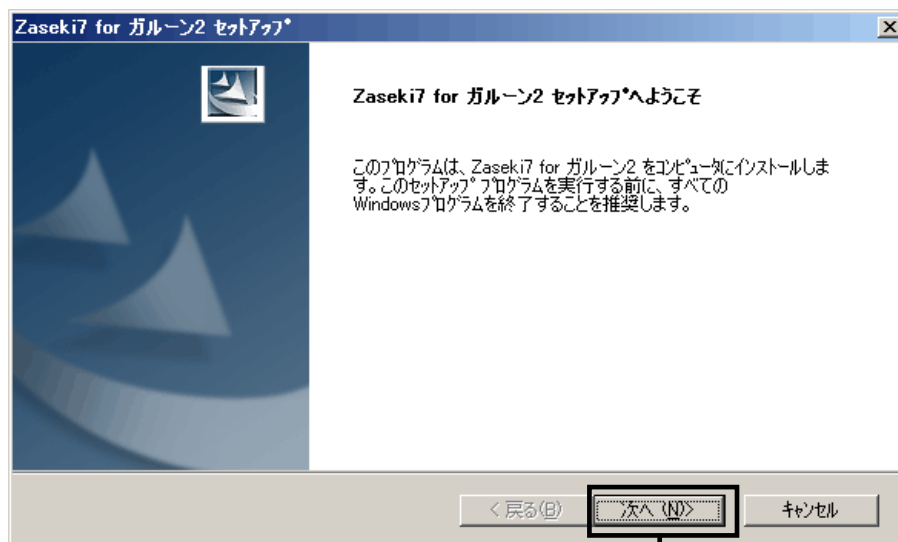 Zaseki7 for ガルーン2 セットアップ
Zaseki7 for ガルーン2 セットアップへようこそ
このプログラムは、Zaseki7 for ガルーン2 をコンピュータにインストールしま
す。このセットアップ プログラムを実行する前に、すべての
Windowsプログラムを終了することを推奨します。
< 戻る(B)
次へ (N)>
キャンセル